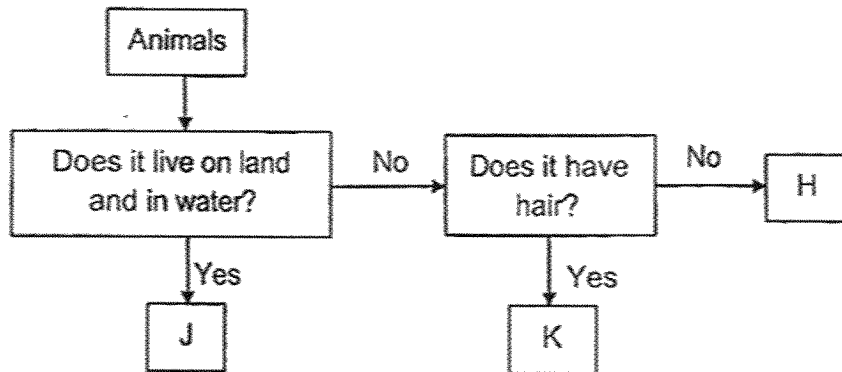 Animals
Does it live on land
and in water?
No
Does it have
hair?
No
H
Yes
J
Yes
K